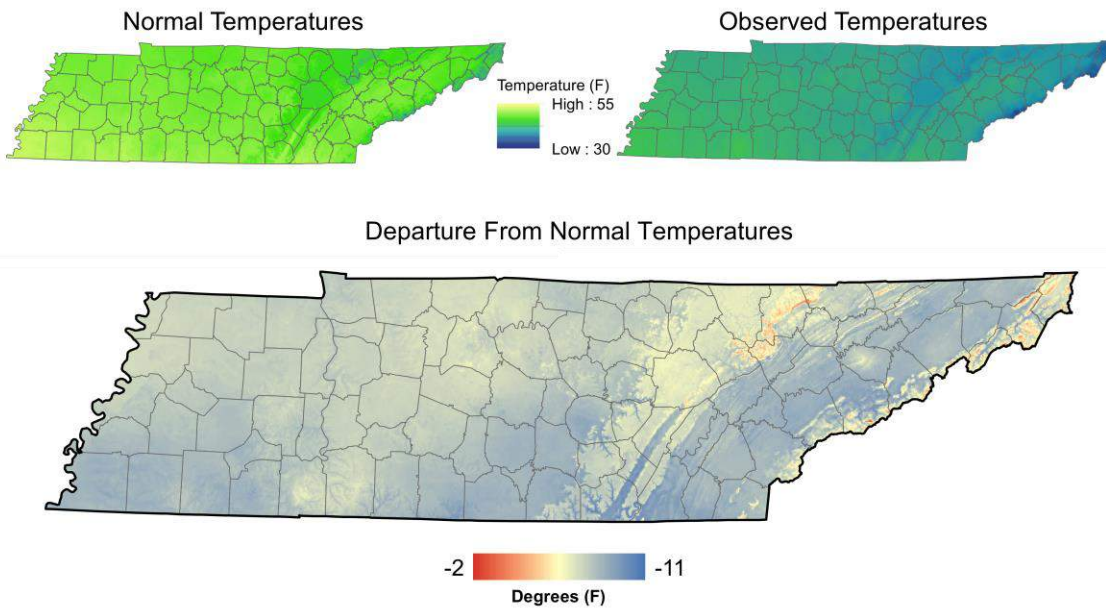 Normal Temperatures
Observed Temperatures
Temperature (F)
High : 55
Low : 30
Departure From Normal Temperatures
-2
-11
Degrees (F)